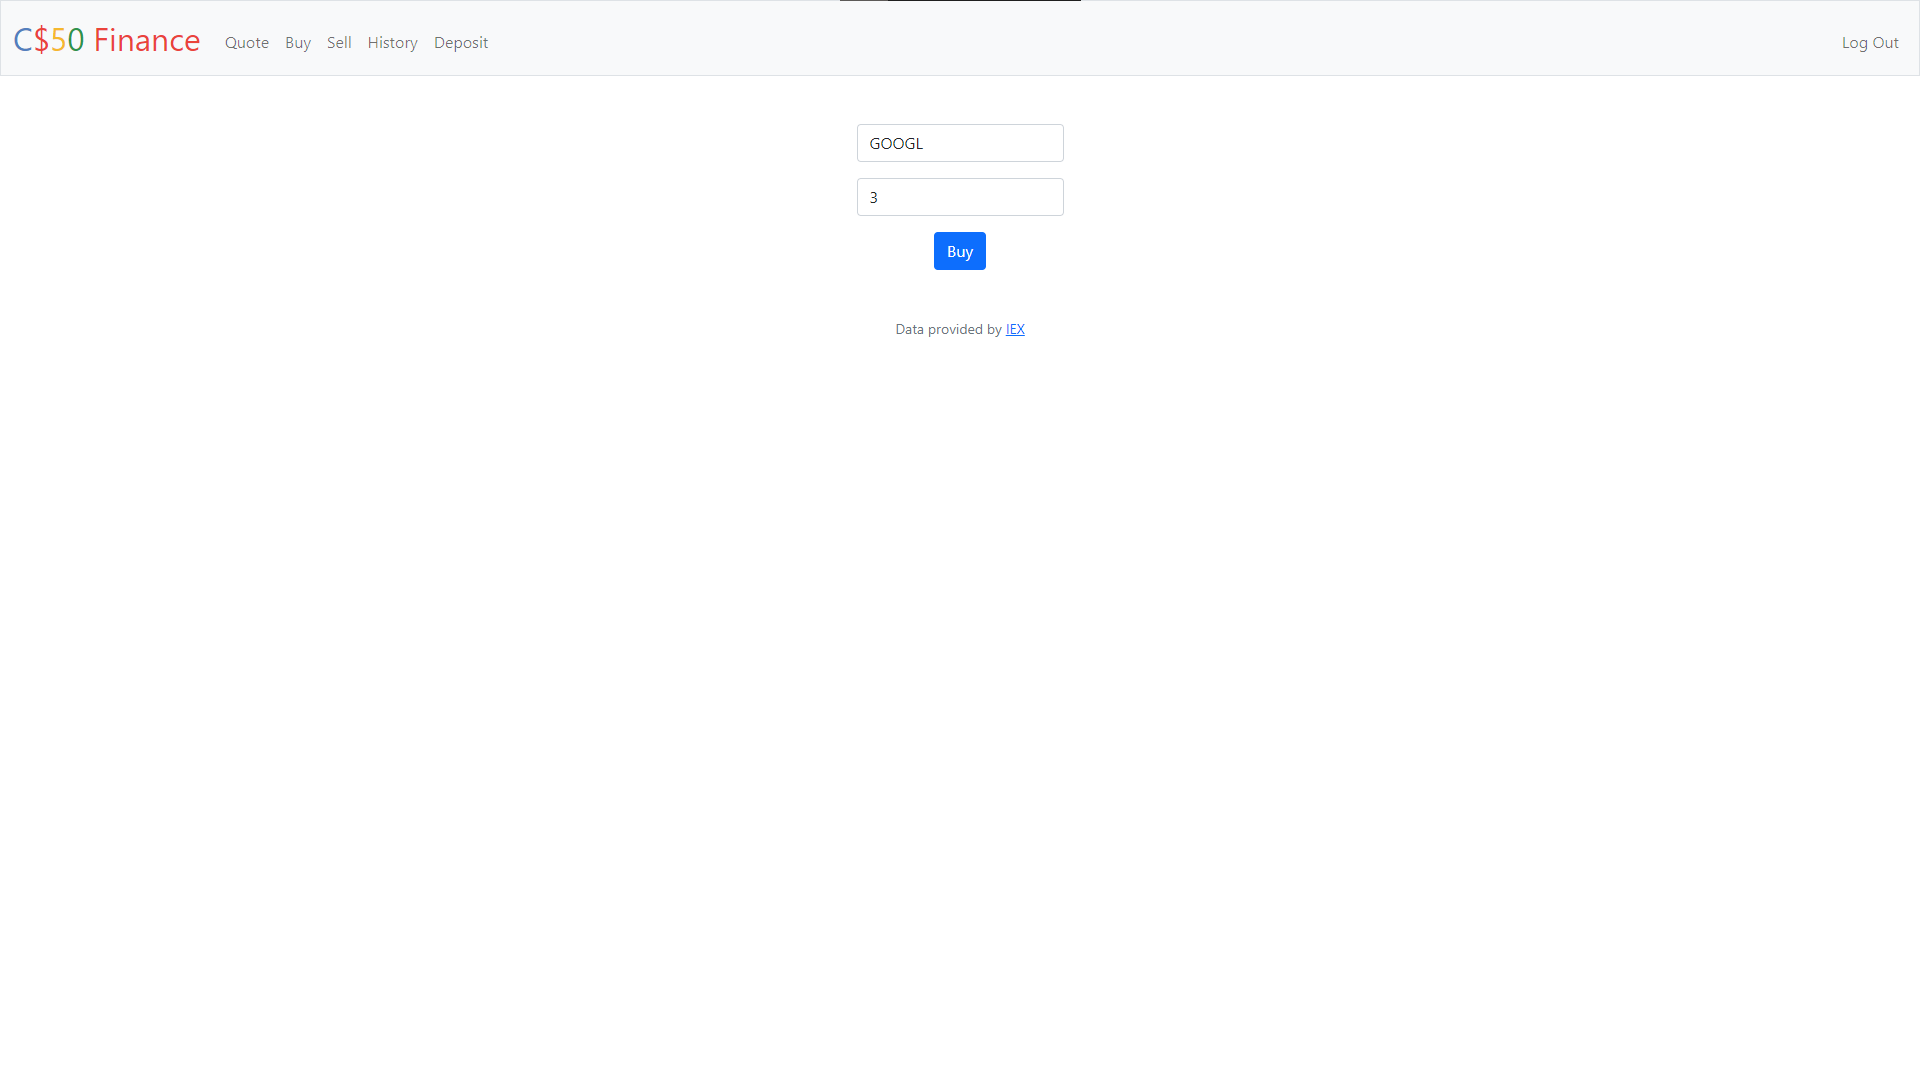 C$50 Finance Quote Buy Sell History Deposit Log Out
GOOGL
3
Buy
Data provided by IEX